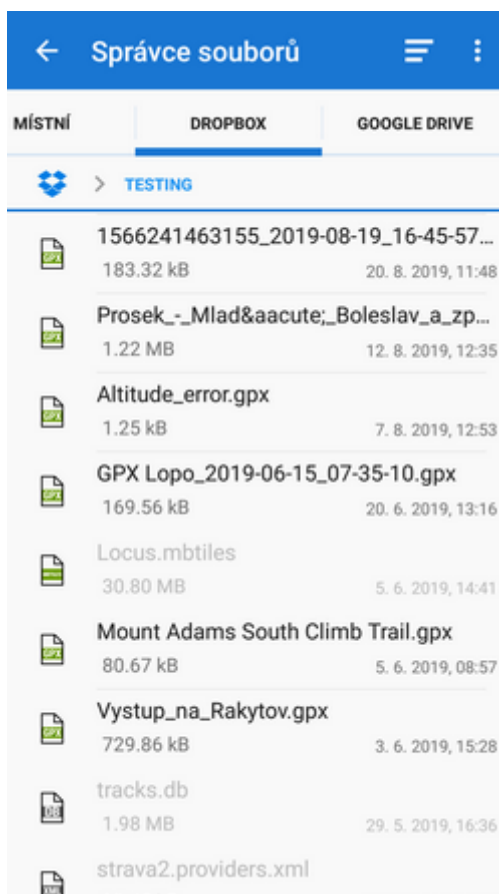 Správce souborů
MÍSTNÍ DROPBOX GOOGLE DRIVE
> TESTING
1566241463155_2019-08-19_16-45-57...
183.32 kB 20. 8. 2019, 11:48
Prosek_-_Mlad&aacute;_Boleslav_a_zp...
1.22 MB 12. 8. 2019, 12:35
Altitude_error.gpx
1.25 kB 7. 8. 2019, 12:53
GPX Lopo_2019-06-15_07-35-10.gpx
169.56 kB 20. 6. 2019, 13:16
Locus.mbtiles
30.80 MB 5. 6. 2019, 14:41
Mount Adams South Climb Trail.gpx
80.67 kB 5. 6. 2019, 08:57
Vystup_na_Rakytov.gpx
729.86 kB 3. 6. 2019, 15:28
tracks.db
1.98 MB 29. 5. 2019, 16:36
strava2.providers.xml